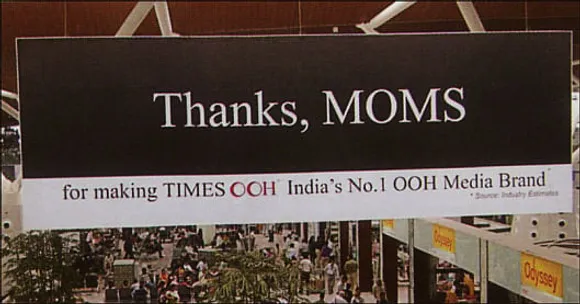 Thanks, MOMS
for making TIMES OOH India's No.1 OOH Media Brand*
* Source: Industry Estimates
Odyssey
Odyssey